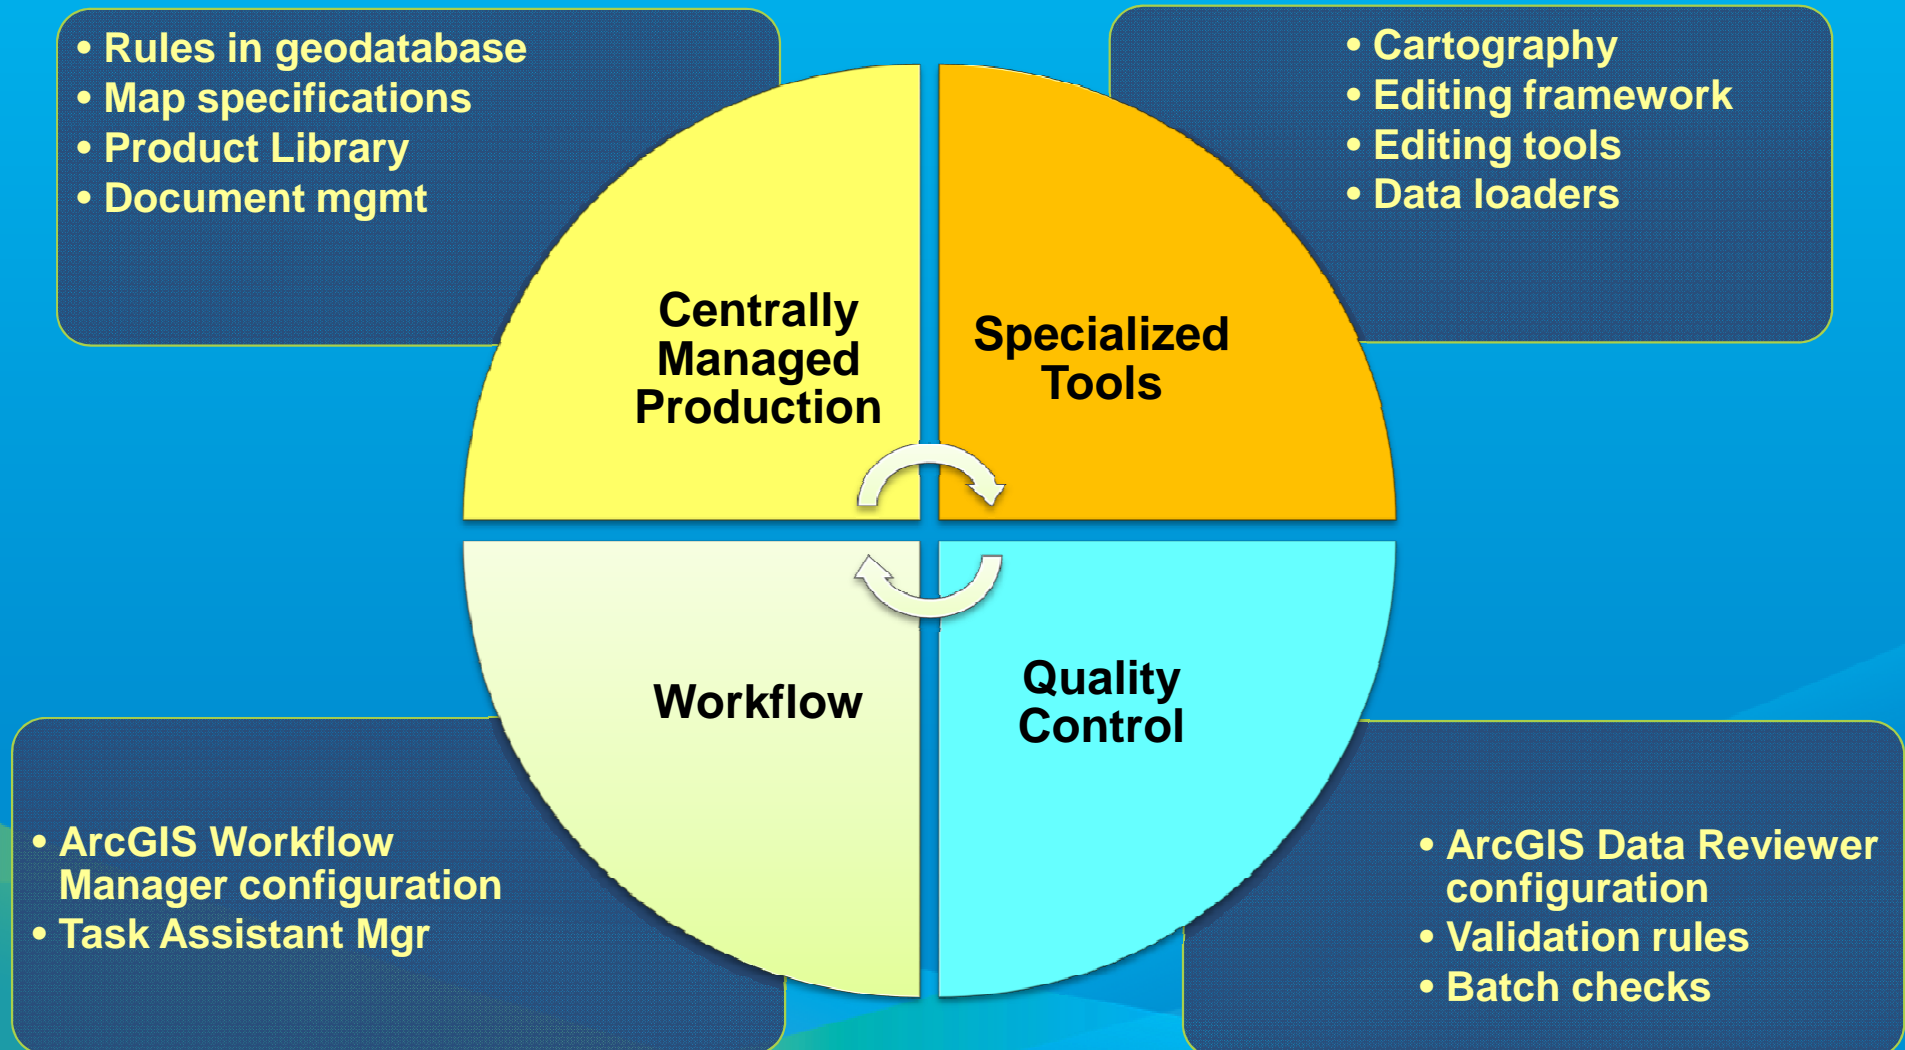 • Rules in geodatabase
• Map specifications
• Product Library
• Document mgmt
• Cartography
• Editing framework
• Editing tools
• Data loaders
Centrally
Managed
Production
Specialized
Tools
Workflow
Quality
Control
• ArcGIS Workflow
Manager configuration
• Task Assistant Mgr
• ArcGIS Data Reviewer
configuration
• Validation rules
• Batch checks